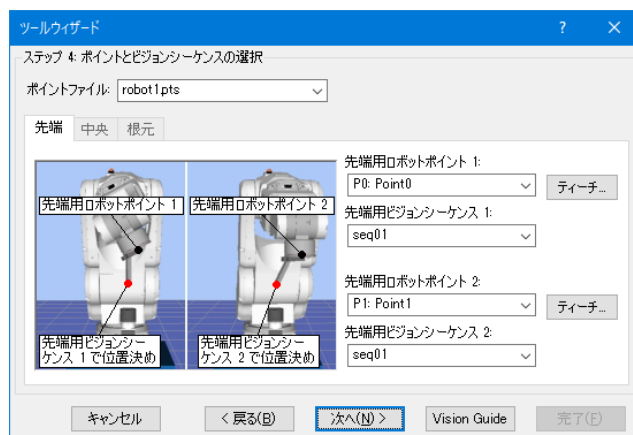 ツールウィザード
ステップ 4: ポイントとビジョンシーケンスの選択
ポイントファイル: robot1.pts
先端 中央 根元
先端用ロボットポイント 1
先端用ビジョンシー
ケンス 1 で位置決め
先端用ロボットポイント 2
先端用ビジョンシー
ケンス 2 で位置決め
先端用ロボットポイント 1:
P0: Point0 ティーチ...
先端用ビジョンシーケンス 1:
seq01
先端用ロボットポイント 2:
P1: Point1 ティーチ...
先端用ビジョンシーケンス 2:
seq01
キャンセル < 戻る(B) 次へ(N) > Vision Guide 完了(F)